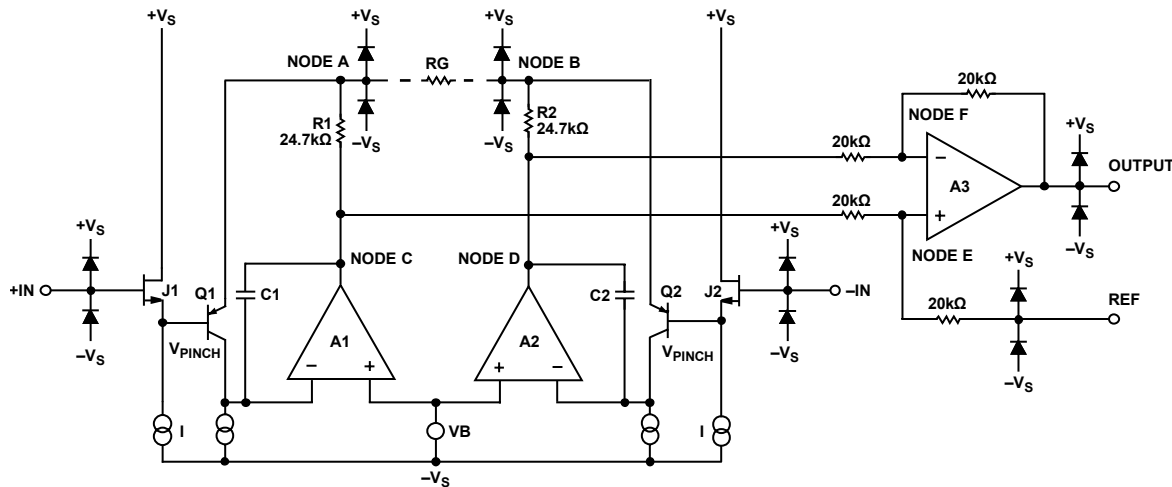 +VS
+VS
+VS
+VS
NODE A
RG
NODE B
20kΩ
R1
24.7kΩ
R2
24.7kΩ
–VS
–VS
NODE F
20kΩ
+VS
A3
–
+
OUTPUT
20kΩ
–VS
+VS
NODE C
NODE D
+VS
NODE E
+VS
+IN
J1
Q1
C1
C2
Q2
J2
–IN
20kΩ
REF
–VS
VPINCH
A1
A2
VPINCH
–VS
–VS
–
+
+
–
I
VB
I
–VS